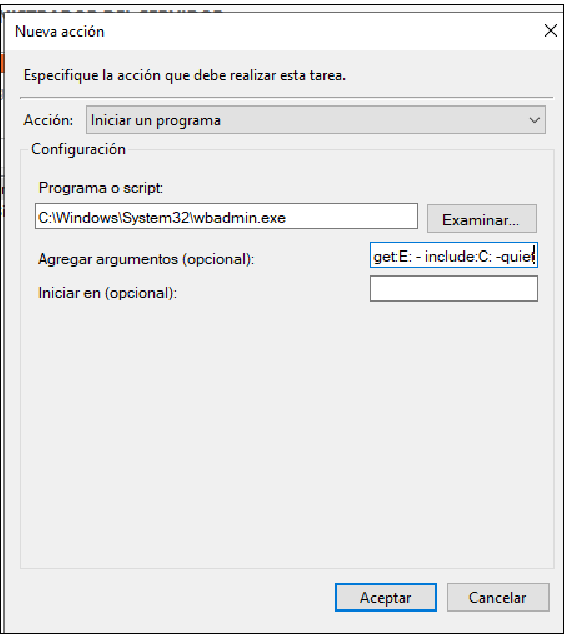 Nueva acción
Especifique la acción que debe realizar esta tarea.
Acción: Iniciar un programa
Configuración
Programa o script:
C:\Windows\System32\wbadmin.exe Examinar...
Agregar argumentos (opcional): get:E: - include:C: -quiet
Iniciar en (opcional):
Aceptar Cancelar